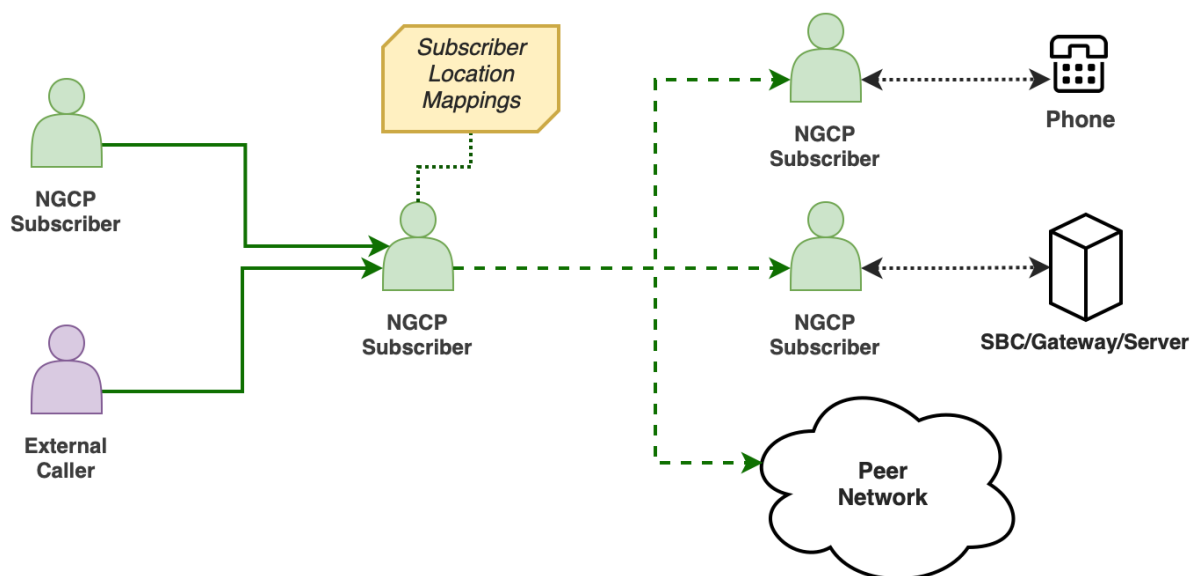 Subscriber
Location
Mappings
NGCP
Subscriber
External
Caller
NGCP
Subscriber
NGCP
Subscriber
Phone
NGCP
Subscriber
SBC/Gateway/Server
Peer
Network